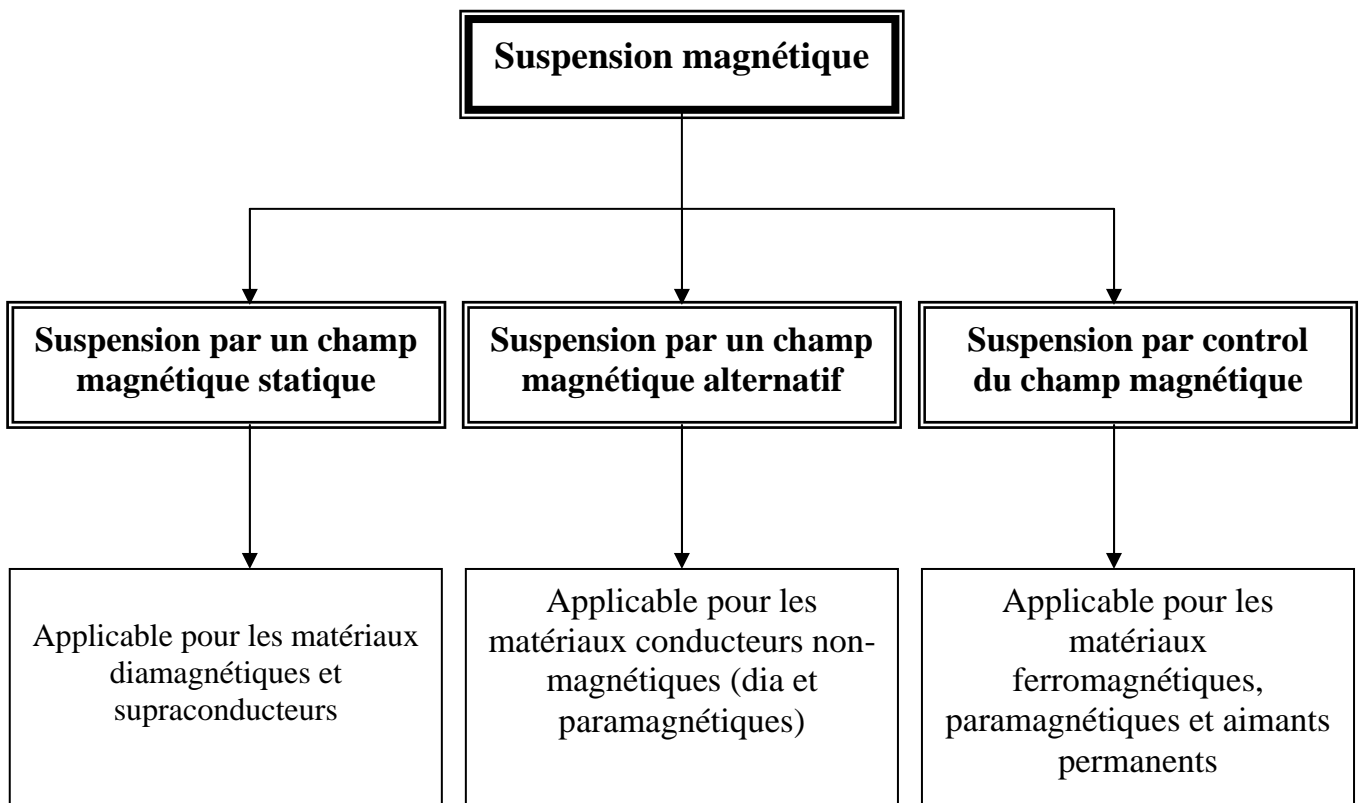 Suspension magnétique
Suspension par un champ
magnétique statique
Suspension par un champ
magnétique alternatif
Suspension par control
du champ magnétique
Applicable pour les matériaux
diamagnétiques et
supraconducteurs
Applicable pour les
matériaux conducteurs non-
magnétiques (dia et
paramagnétiques)
Applicable pour les
matériaux
ferromagnétiques,
paramagnétiques et aimants
permanents